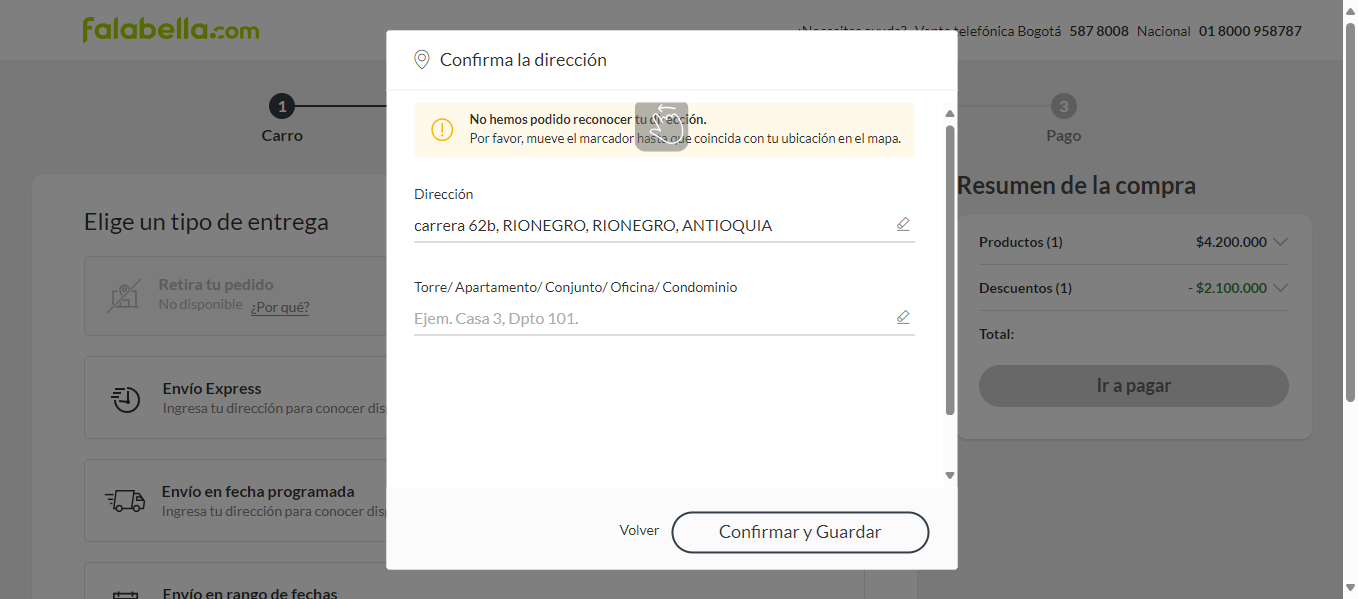 falabella.com
¿Necesitas ayuda? Venta telefónica Bogotá 587 8008 Nacional 01 8000 958787
1
Carro
3
Pago
Elige un tipo de entrega
Retira tu pedido
No disponible ¿Por qué?
Envío Express
Ingresa tu dirección para conocer dis
Envío en fecha programada
Ingresa tu dirección para conocer dis
Envío en rango de fechas
Confirma la dirección
No hemos podido reconocer tu dirección.
Por favor, mueve el marcador hasta que coincida con tu ubicación en el mapa.
Dirección
carrera 62b, RIONEGRO, RIONEGRO, ANTIOQUIA
Torre/ Apartamento/ Conjunto/ Oficina/ Condominio
Ejem. Casa 3, Dpto 101.
Volver
Confirmar y Guardar
Resumen de la compra
Productos (1) $4.200.000
Descuentos (1) - $2.100.000
Total:
Ir a pagar